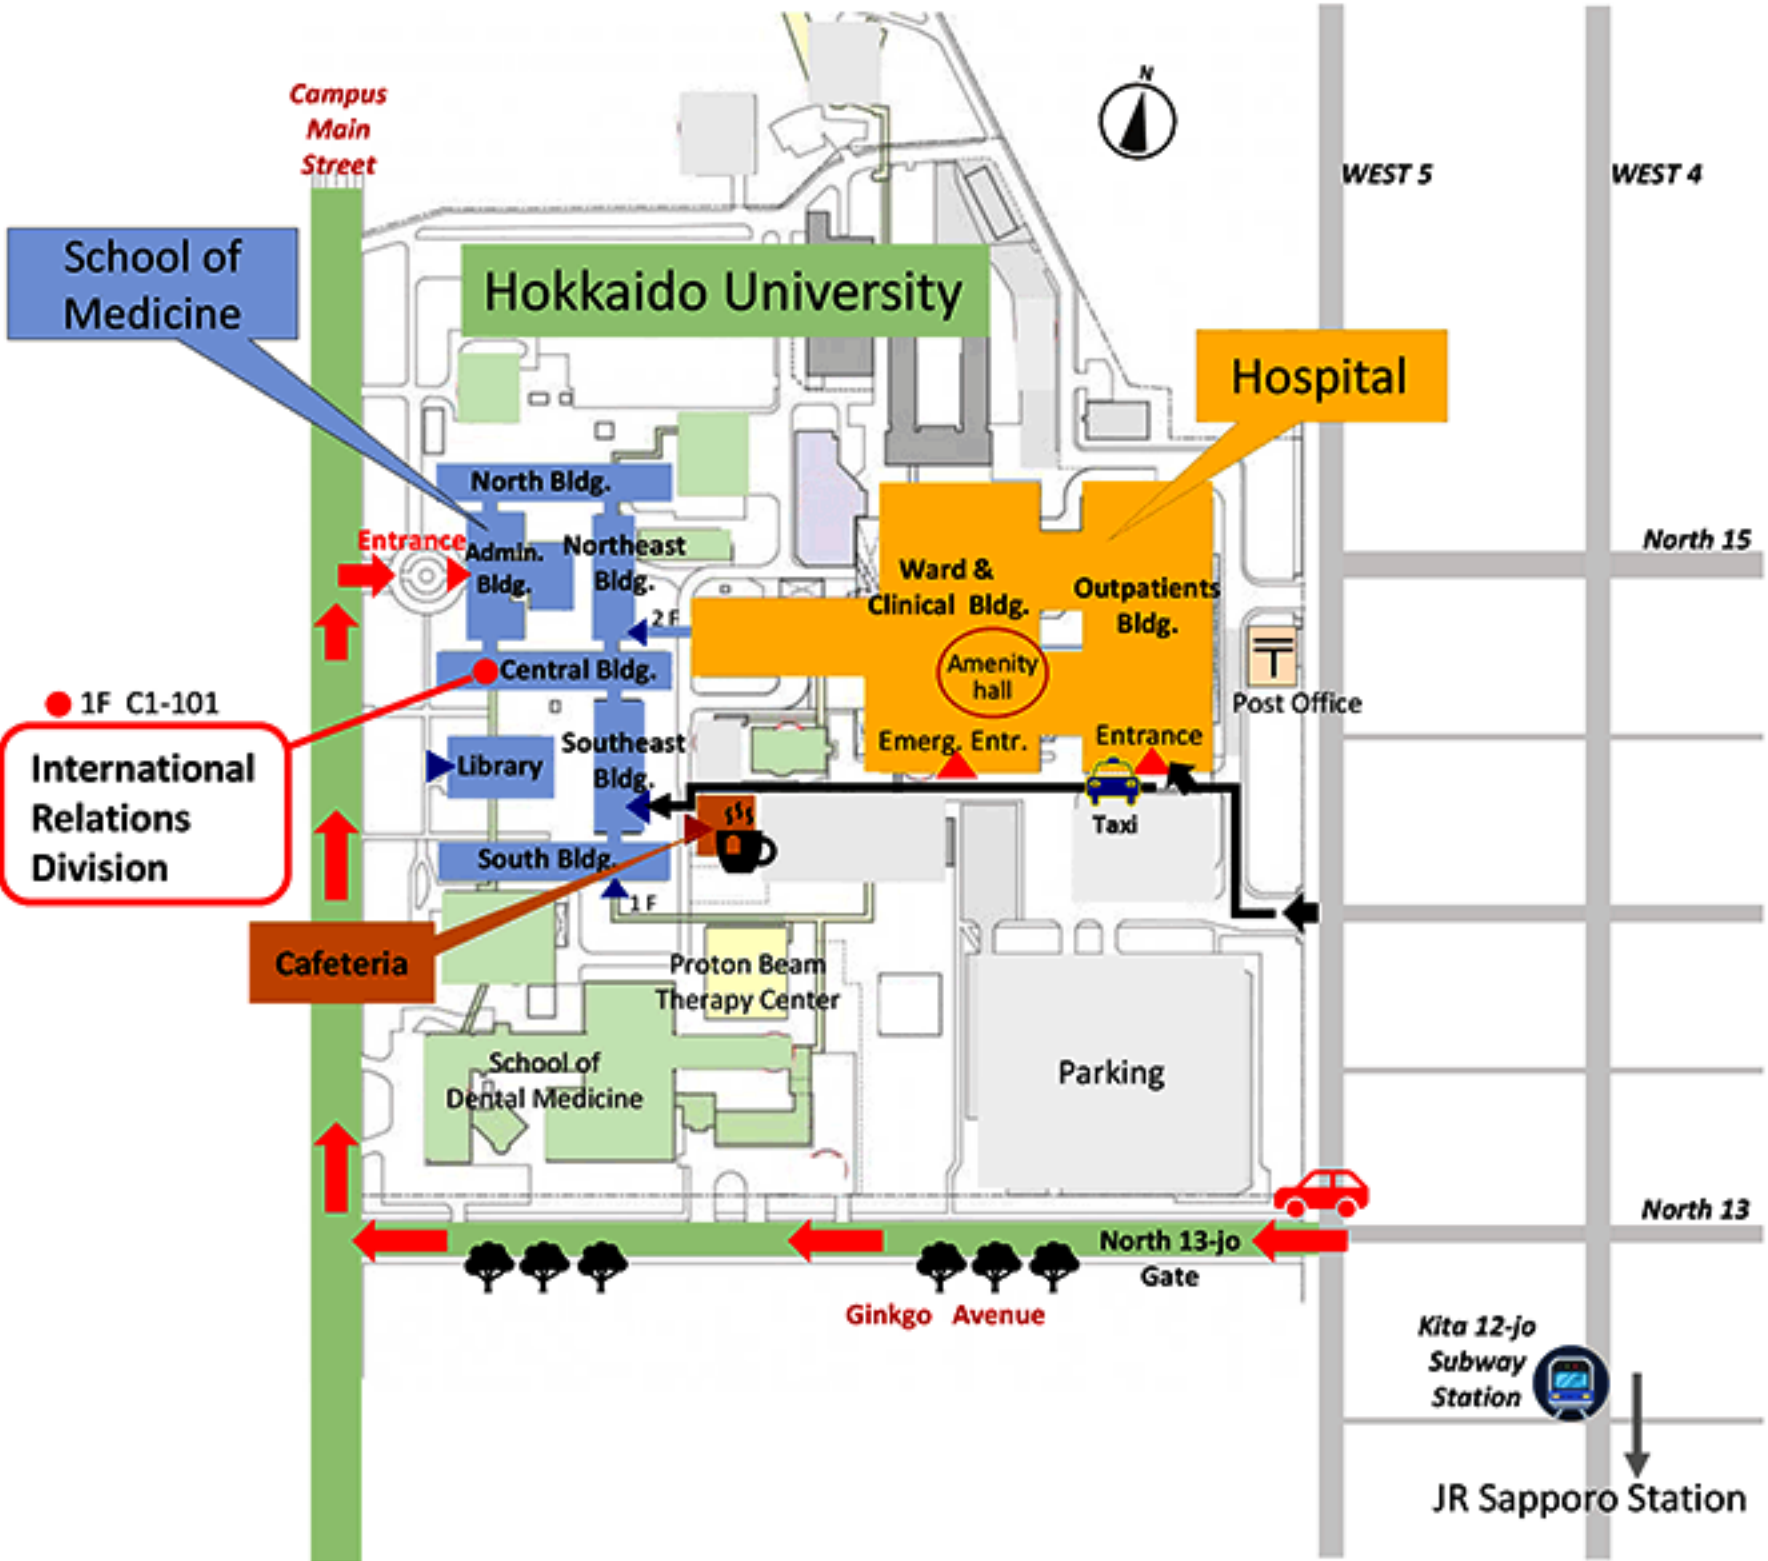 Campus
Main
Street
N
WEST 5
WEST 4
School of
Medicine
Hokkaido University
Hospital
North Bldg.
Entrance
Admin.
Bldg.
Northeast
Bldg.
2 F
Ward &
Clinical Bldg.
Outpatients
Bldg.
North 15
Central Bldg.
Amenity
hall
Post Office
1F C1-101
International
Relations
Division
Library
Southeast
Bldg.
Emerg. Entr.
Entrance
Taxi
$$$
South Bldg.
1 F
Cafeteria
Proton Beam
Therapy Center
School of
Dental Medicine
Parking
North 13
North 13-jo
Gate
Ginkgo Avenue
Kita 12-jo
Subway
Station
JR Sapporo Station